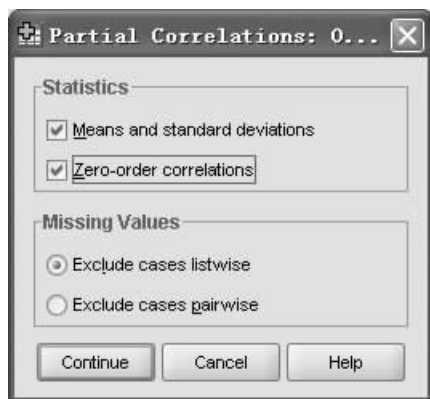 Partial Correlations: O...
Statistics
Means and standard deviations
Zero-order correlations
Missing Values
Exclude cases listwise
Exclude cases pairwise
Continue Cancel Help